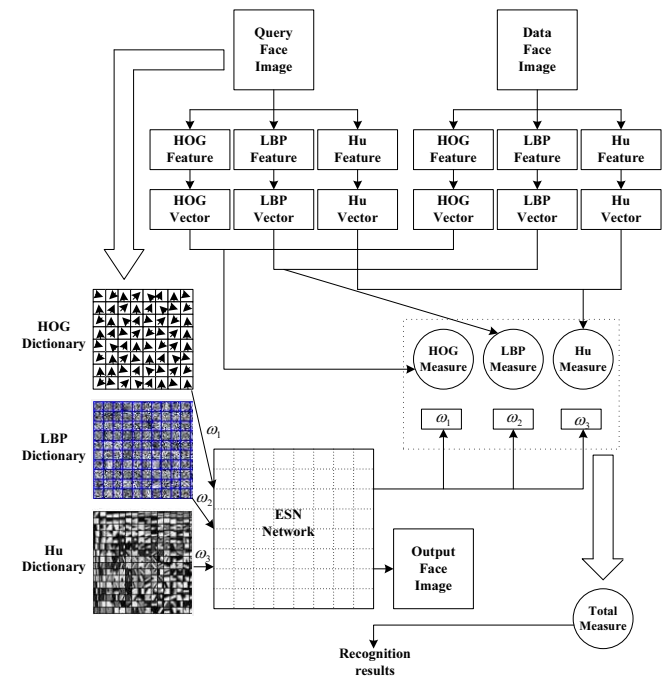 Query
Face
Image
Data
Face
Image
HOG
Feature
LBP
Feature
Hu
Feature
HOG
Feature
LBP
Feature
Hu
Feature
HOG
Vector
LBP
Vector
Hu
Vector
HOG
Vector
LBP
Vector
Hu
Vector
HOG
Dictionary
HOG
Measure
LBP
Measure
Hu
Measure
LBP
Dictionary
ω1
ω2
ω3
ω1
ω2
ω3
ESN
Network
Hu
Dictionary
Output
Face
Image
Total
Measure
Recognition
results